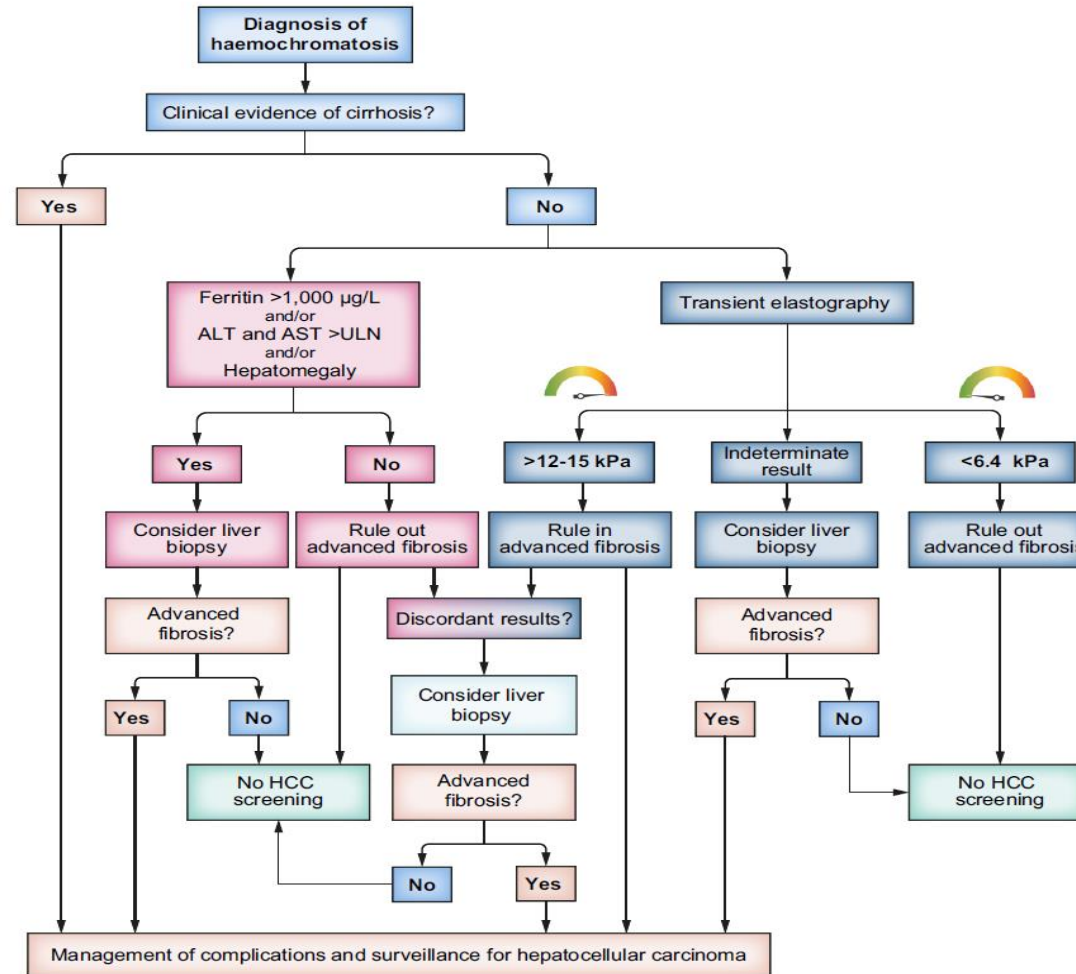 Diagnosis of
haemochromatosis
Clinical evidence of cirrhosis?
Yes
No
Ferritin >1,000 µg/L
and/or
ALT and AST >ULN
and/or
Hepatomegaly
Transient elastography
Yes
No
>12-15 kPa
Indeterminate
result
<6.4 kPa
Consider liver
biopsy
Rule out
advanced fibrosis
Rule in
advanced fibrosis
Consider liver
biopsy
Rule out
advanced fibrosis
Advanced
fibrosis?
Discordant results?
Advanced
fibrosis?
Consider liver
biopsy
Yes
No
Yes
No
No HCC
screening
Advanced
fibrosis?
No HCC
screening
No
Yes
Management of complications and surveillance for hepatocellular carcinoma